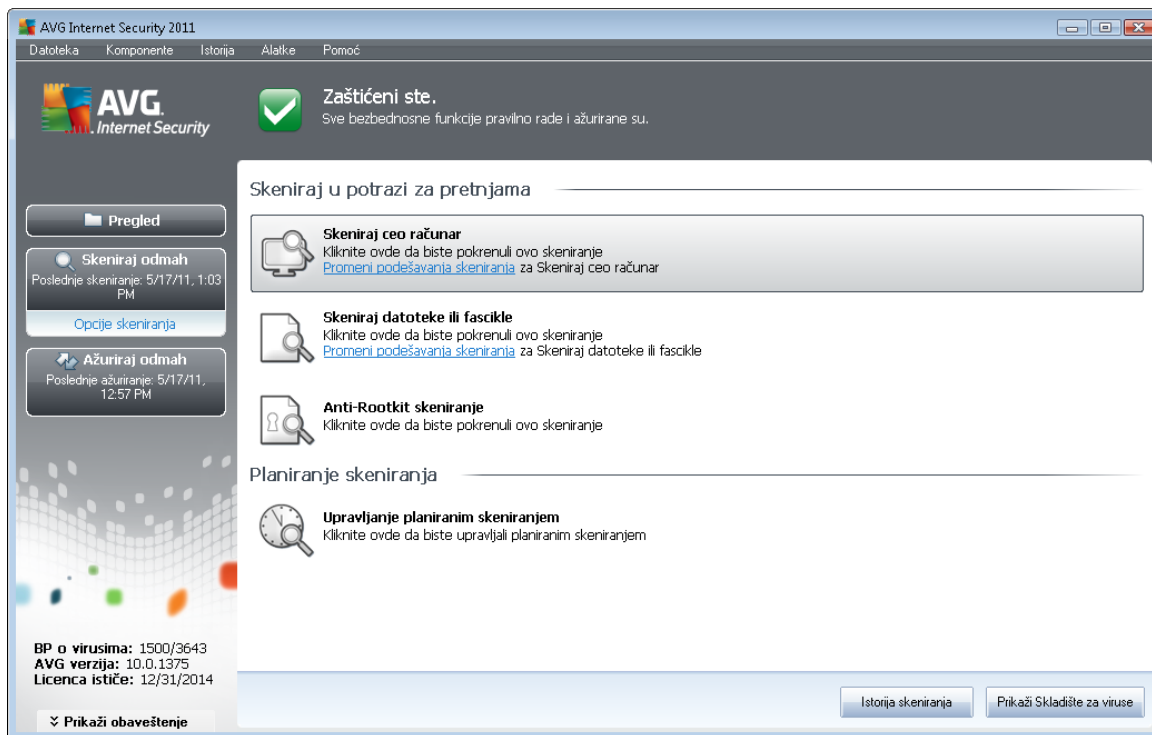 AVG Internet Security 2011
Datoteka Komponente Istorija Alatke Pomoć
AVG.
Internet Security
Zaštićeni ste.
Sve bezbednosne funkcije pravilno rade i ažurirane su.
Pregled
Skeniraj odmah
Poslednje skeniranje: 5/17/11, 1:03
PM
Opcije skeniranja
Ažuriraj odmah
Poslednje ažuriranje: 5/17/11,
12:57 PM
BP o virusima: 1500/3643
AVG verzija: 10.0.1375
Licenca ističe: 12/31/2014
Prikaži obaveštenje
Skeniraj u potrazi za pretnjama
Skeniraj ceo računar
Kliknite ovde da biste pokrenuli ovo skeniranje
Promeni podešavanja skeniranja za Skeniraj ceo računar
Skeniraj datoteke ili fascikle
Kliknite ovde da biste pokrenuli ovo skeniranje
Promeni podešavanja skeniranja za Skeniraj datoteke ili fascikle
Anti-Rootkit skeniranje
Kliknite ovde da biste pokrenuli ovo skeniranje
Planiranje skeniranja
Upravljanje planiranim skeniranjem
Kliknite ovde da biste upravljali planiranim skeniranjem
Istorija skeniranja
Prikaži Skladište za viruse